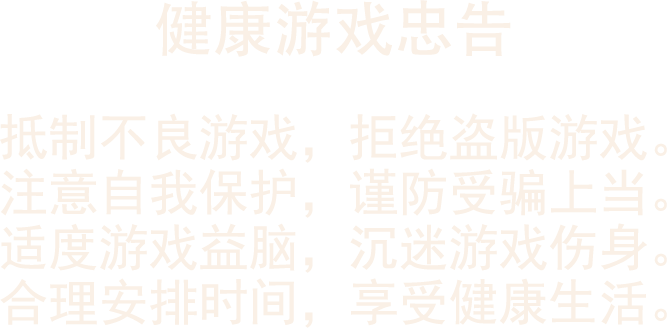 健康游戏忠告
抵制不良游戏，拒绝盗版游戏。
注意自我保护，谨防受骗上当。
适度游戏益脑，沉迷游戏伤身。
合理安排时间，享受健康生活。